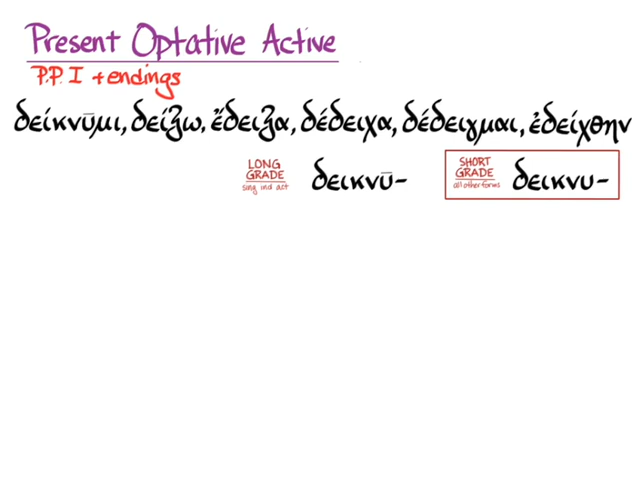 Present Optative Active
P.P. I + endings
δείκνῡμι, δείξω, ἔδειξα, δέδειχα, δέδειγμαι, ἐδείχθην
LONG GRADE
sing ind act
δεικνῡ-
SHORT GRADE
all other forms
δεικνυ-